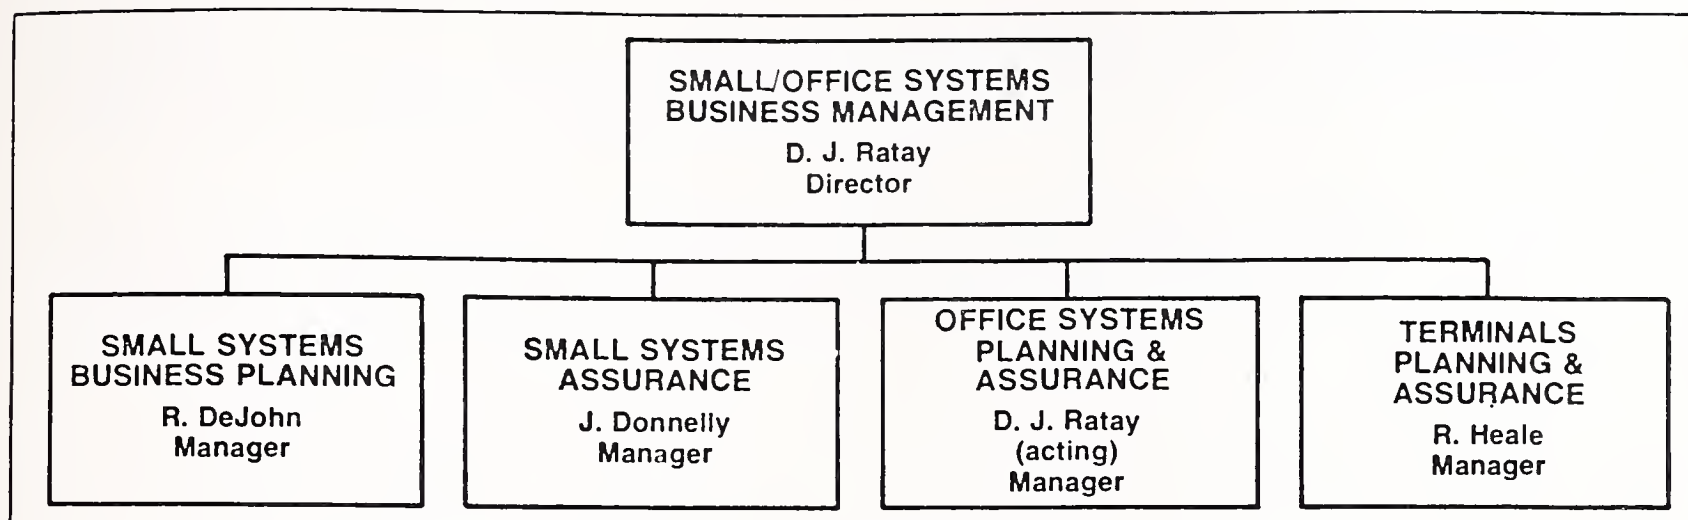 SMALL/OFFICE SYSTEMS
BUSINESS MANAGEMENT
D. J. Ratay
Director
SMALL SYSTEMS
BUSINESS PLANNING
R. DeJohn
Manager
SMALL SYSTEMS
ASSURANCE
J. Donnelly
Manager
OFFICE SYSTEMS
PLANNING &
ASSURANCE
D. J. Ratay
(acting)
Manager
TERMINALS
PLANNING &
ASSURANCE
R. Heale
Manager